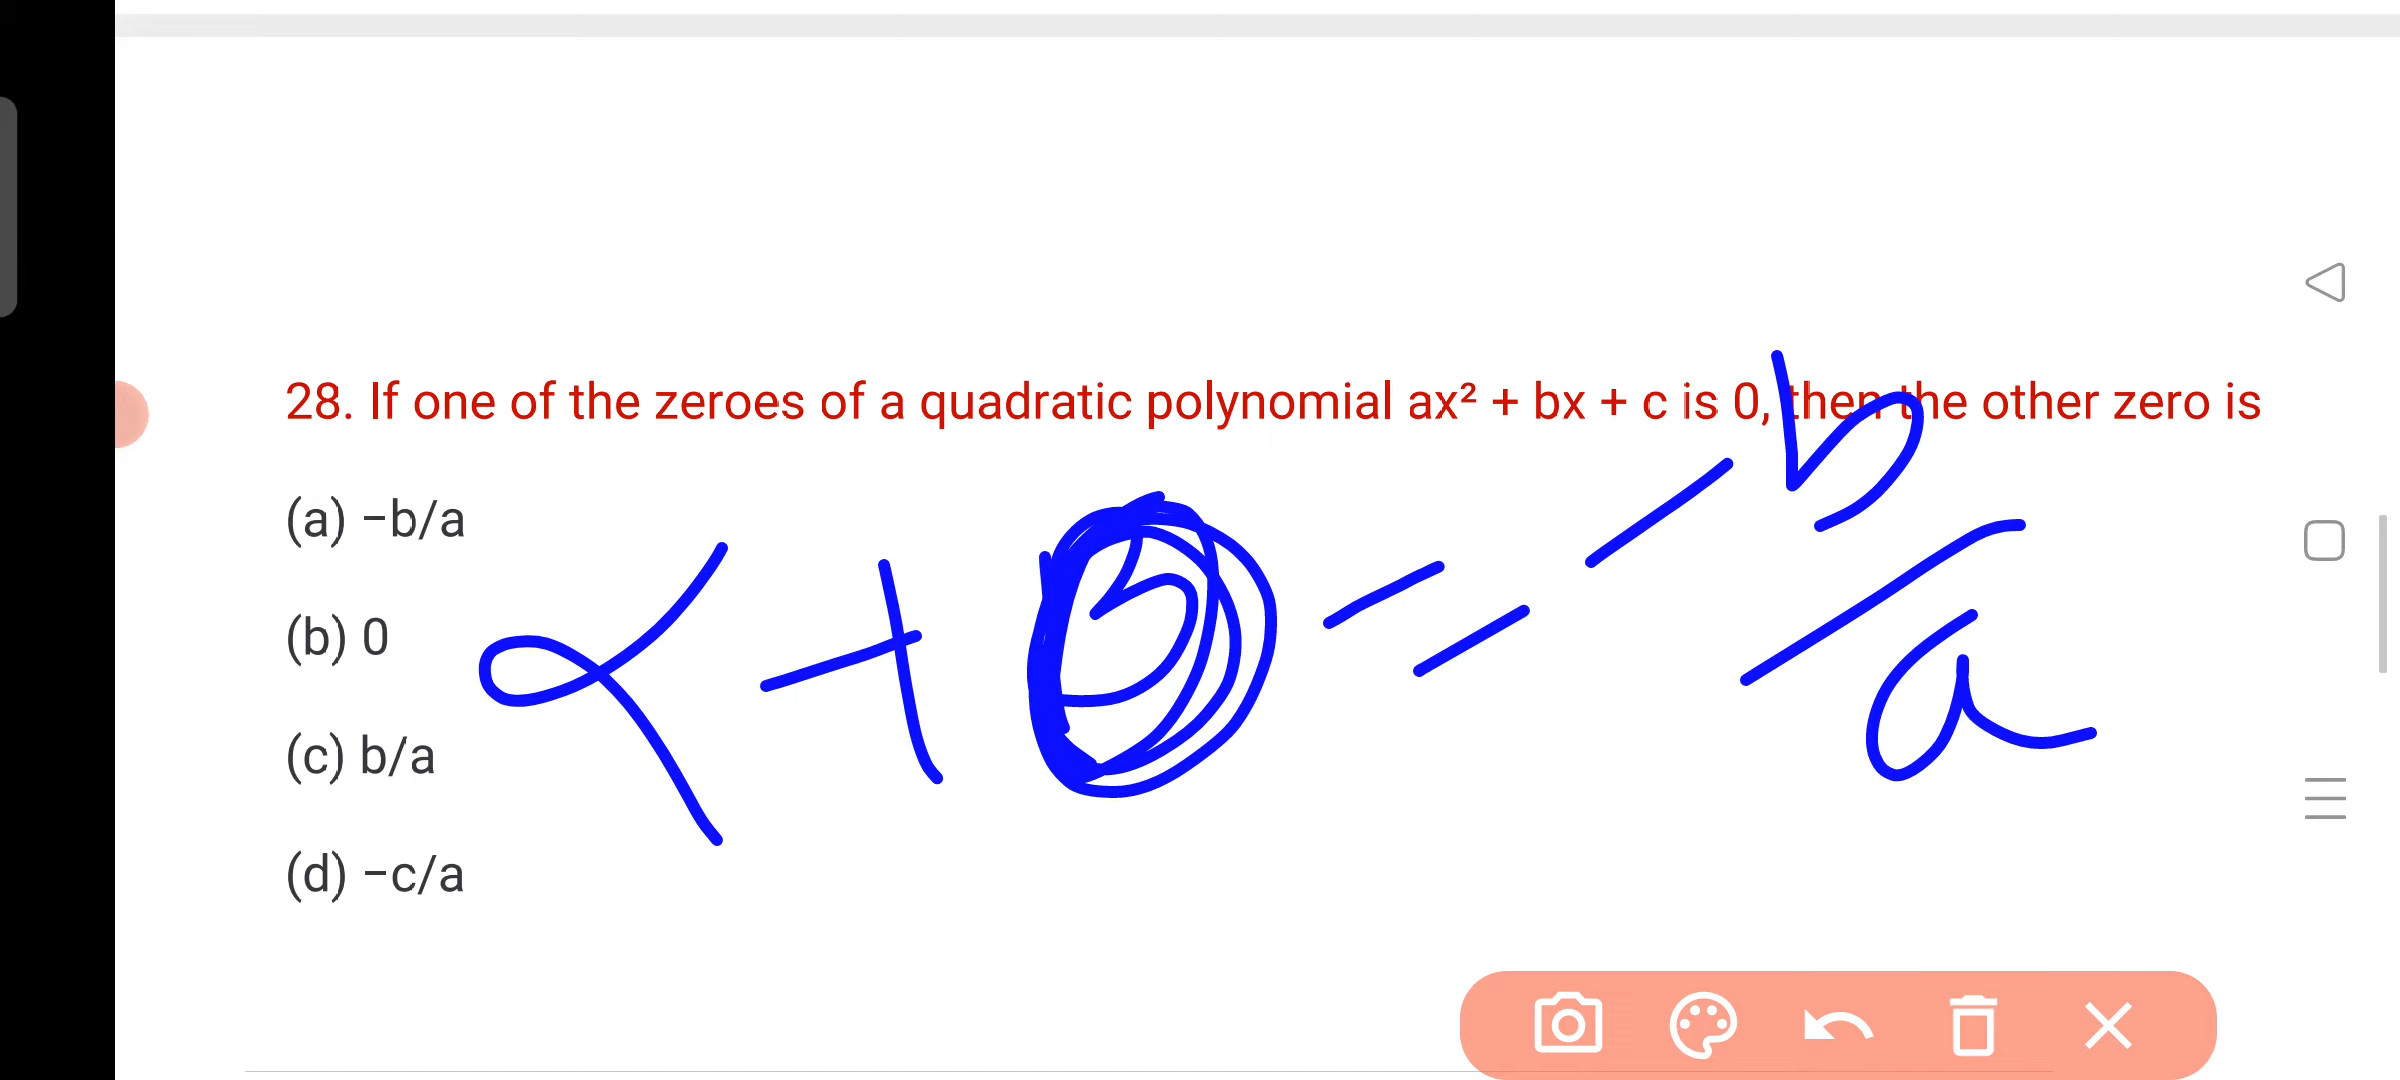 28. If one of the zeroes of a quadratic polynomial ax² + bx + c is 0, then the other zero is
(a) −b/a
(b) 0
(c) b/a
(d) −c/a
α + β = −b/a